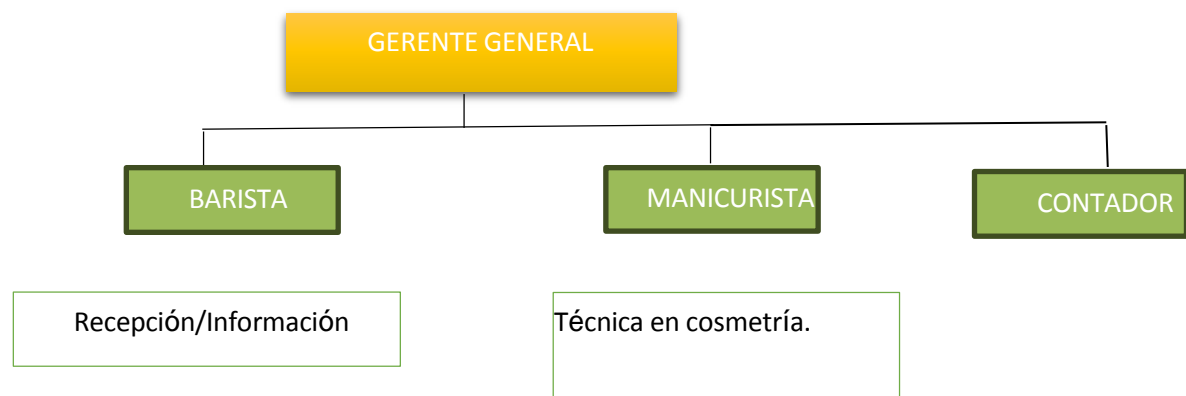 GERENTE GENERAL
BARISTA
MANICURISTA
CONTADOR
Recepción/Información
Técnica en cosmetría.